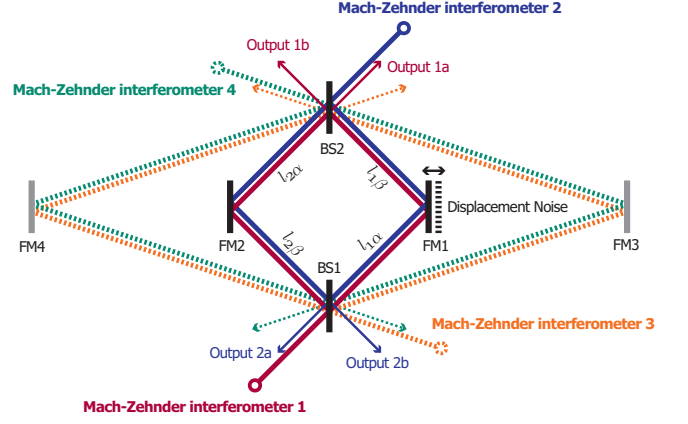 Mach-Zehnder interferometer 2
Output 1b
Output 1a
Mach-Zehnder interferometer 4
BS2
l2α
l1,β
Displacement Noise
FM4
FM2
FM1
FM3
l2β
l1α
BS1
Mach-Zehnder interferometer 3
Output 2a
Output 2b
Mach-Zehnder interferometer 1